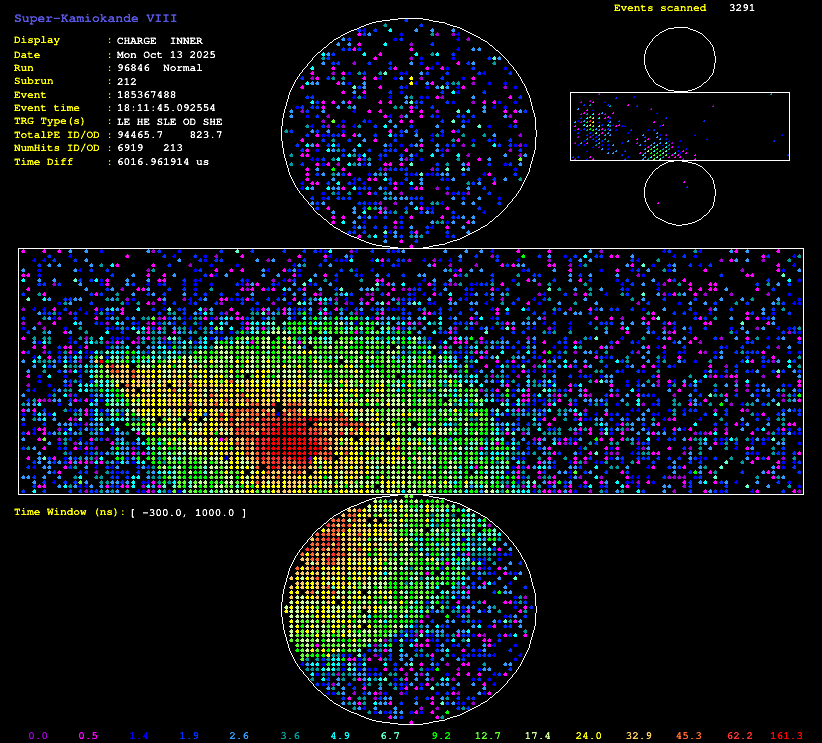 Super-Kamiokande VIII
Events scanned 3291
Display : CHARGE INNER
Date : Mon Oct 13 2025
Run : 96846 Normal
Subrun : 212
Event : 185367488
Event time : 18:11:45.092554
TRG Type(s) : LE HE SLE OD SHE
TotalPE ID/OD : 94465.7 823.7
NumHits ID/OD : 6919 213
Time Diff : 6016.961914 us
Time Window (ns): [ -300.0, 1000.0 ]
0.0 0.5 1.4 1.9 2.6 3.6 4.9 6.7 9.2 12.7 17.4 24.0 32.9 45.3 62.2 161.3